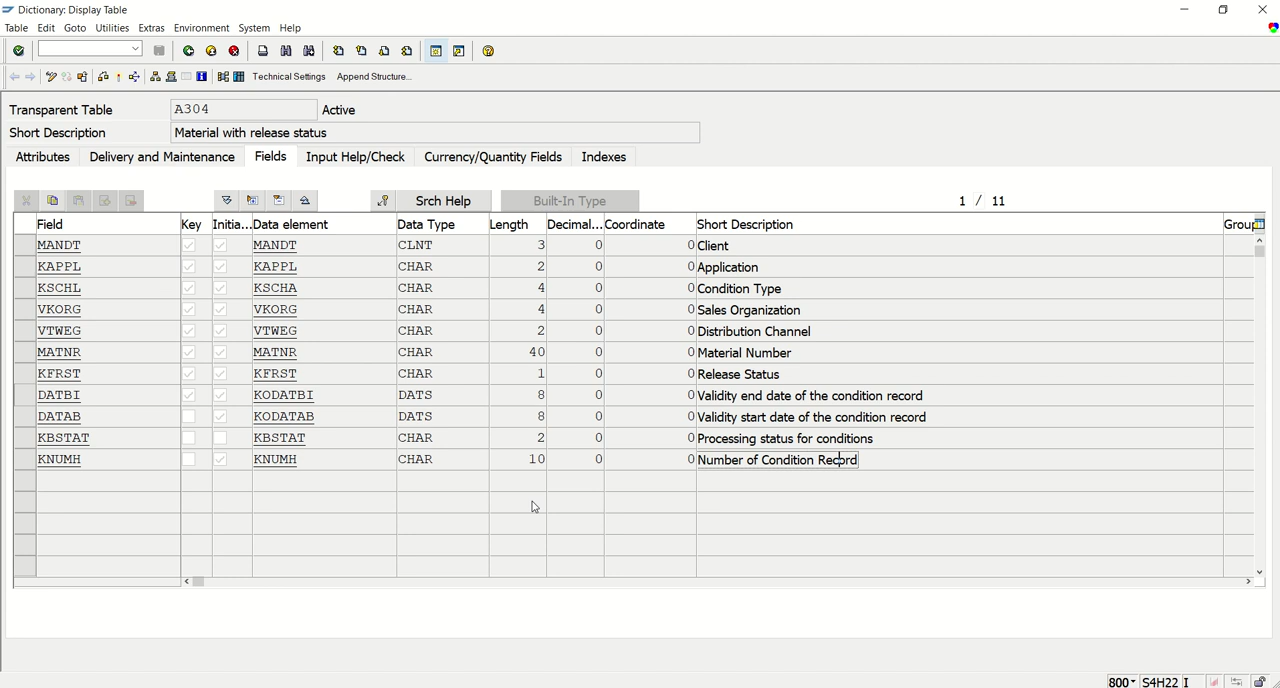 Dictionary: Display Table
Table Edit Goto Utilities Extras Environment System Help
Technical Settings Append Structure...
Transparent Table A304 Active
Short Description Material with release status
Attributes Delivery and Maintenance Fields Input Help/Check Currency/Quantity Fields Indexes
Srch Help Built-In Type 1 / 11
Field Key Initia... Data element Data Type Length Decimal... Coordinate Short Description Group
MANDT MANDT CLNT 3 0 0 Client
KAPPL KAPPL CHAR 2 0 0 Application
KSCHL KSCHA CHAR 4 0 0 Condition Type
VKORG VKORG CHAR 4 0 0 Sales Organization
VTWEG VTWEG CHAR 2 0 0 Distribution Channel
MATNR MATNR CHAR 40 0 0 Material Number
KFRST KFRST CHAR 1 0 0 Release Status
DATBI KODATBI DATS 8 0 0 Validity end date of the condition record
DATAB KODATAB DATS 8 0 0 Validity start date of the condition record
KBSTAT KBSTAT CHAR 2 0 0 Processing status for conditions
KNUMH KNUMH CHAR 10 0 0 Number of Condition Record
800 S4H22 I